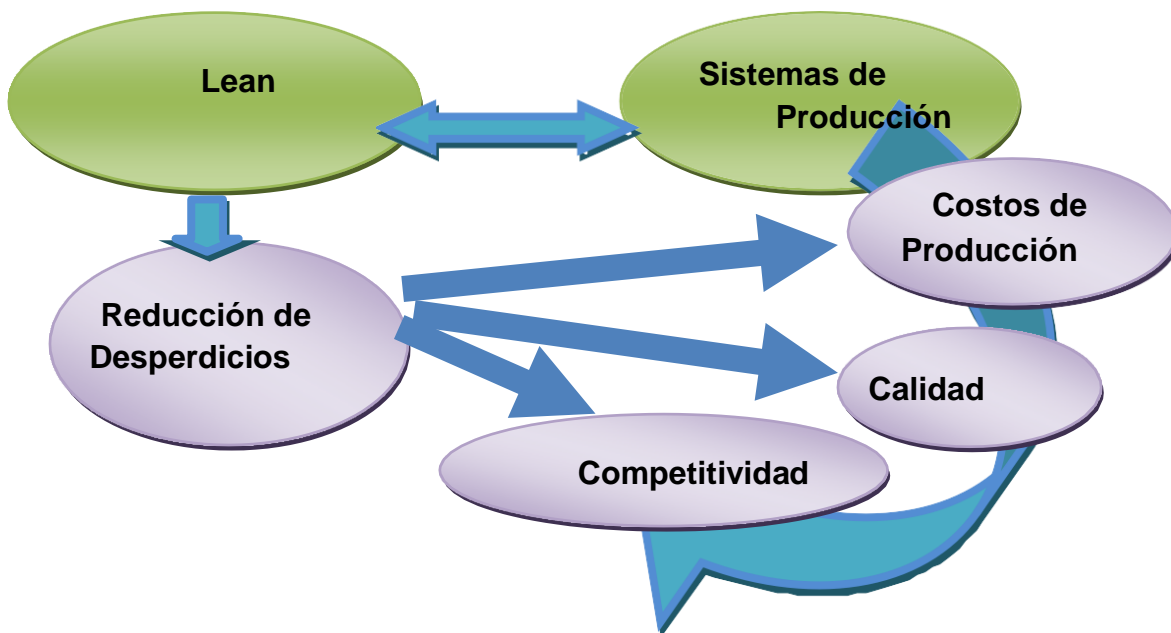 Lean
Sistemas de
Producción
Costos de
Producción
Reducción de
Desperdicios
Calidad
Competitividad